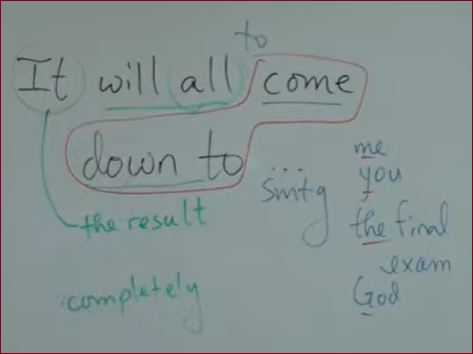 to
It will all come
down to ...
smtg
me
you
the final
exam
God
the result
completely